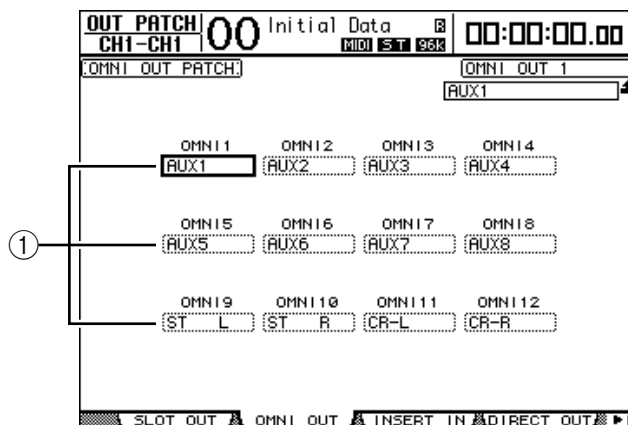 OUT PATCH 00 Initial Data R 00:00:00.00
CH1-CH1 MIDI ST 96k
OMNI OUT PATCH OMNI OUT 1
AUX1
OMNI1 OMNI2 OMNI3 OMNI4
AUX1 AUX2 AUX3 AUX4
OMNI5 OMNI6 OMNI7 OMNI8
1
AUX5 AUX6 AUX7 AUX8
OMNI9 OMNI10 OMNI11 OMNI12
ST L ST R CR-L CR-R
SLOT OUT OMNI OUT INSERT IN DIRECT OUT